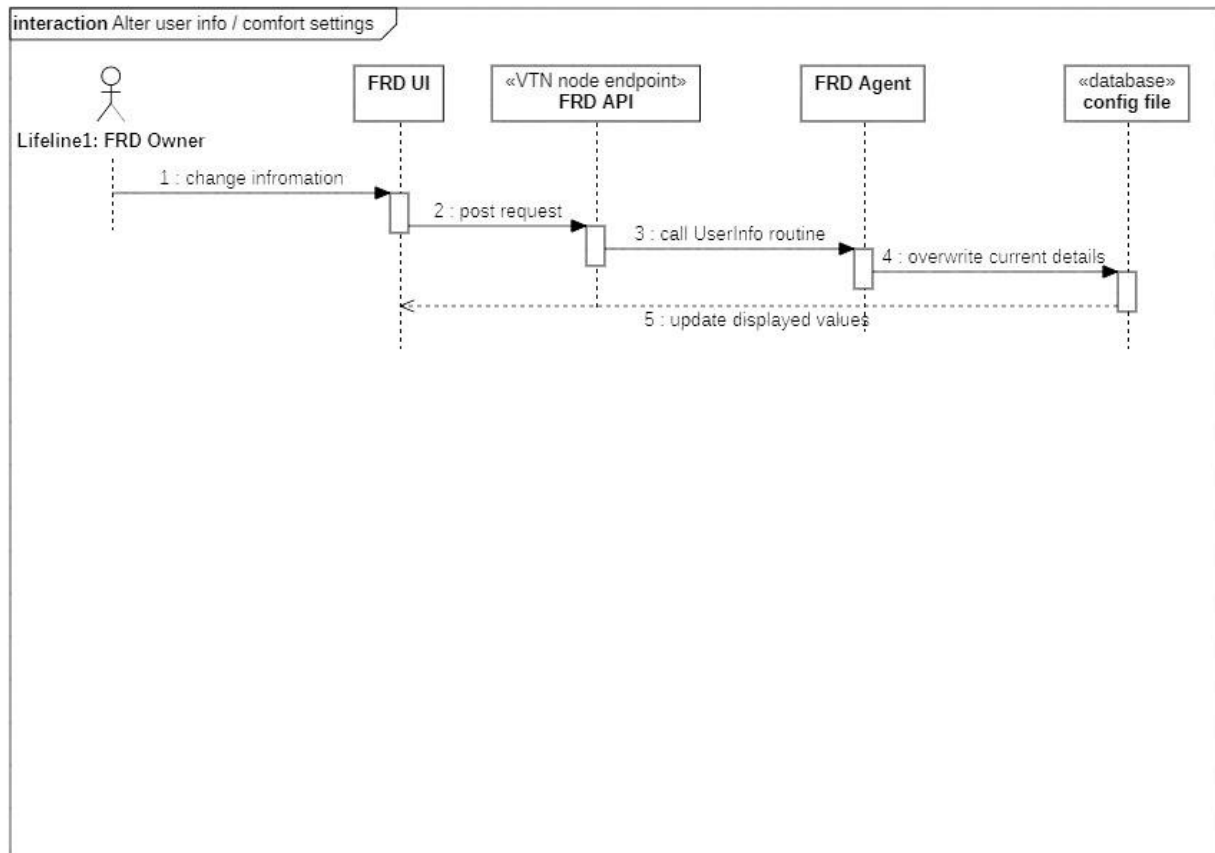 interaction Alter user info / comfort settings
Lifeline1: FRD Owner
FRD UI
«VTN node endpoint»
FRD API
FRD Agent
«database»
config file
1 : change infromation
2 : post request
3 : call UserInfo routine
4 : overwrite current details
5 : update displayed values